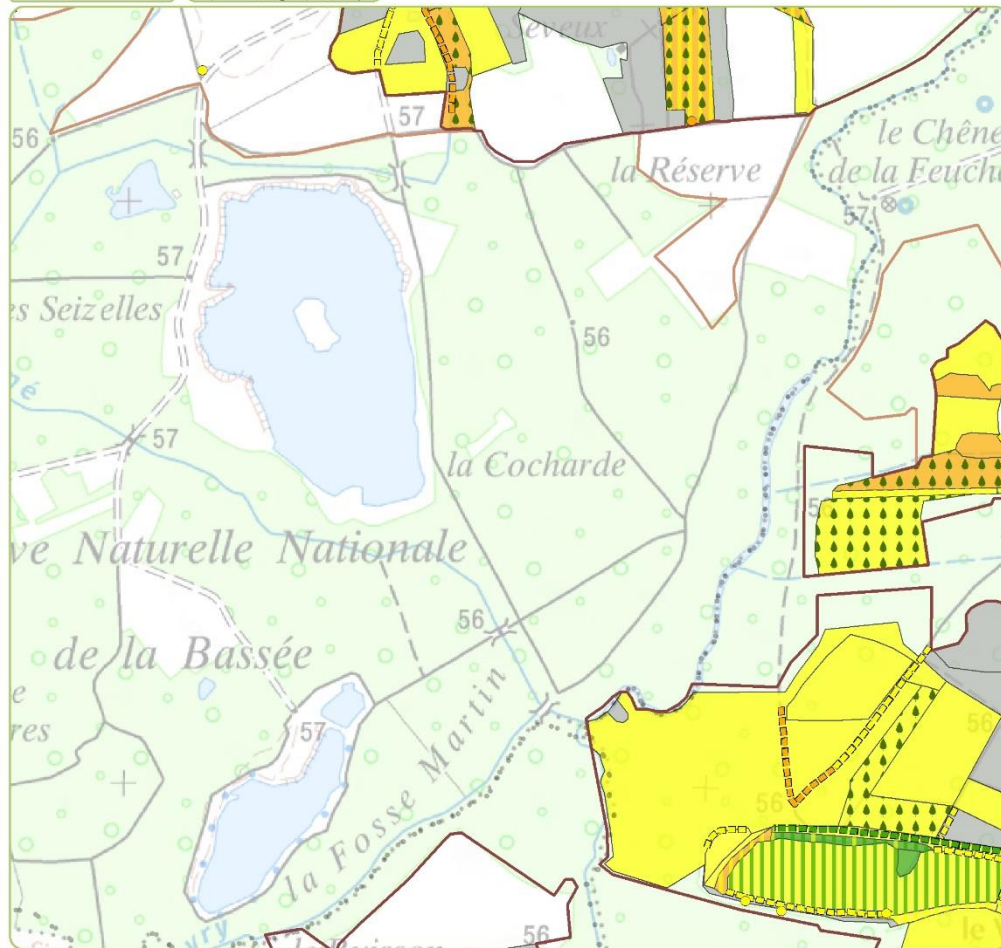 Seveux
57
56
le Chêne
la Réserve
de la Feuch
57
57
es Seizelles
56
57
la Cocharde
ve Naturelle Nationale
56
de la Bassée
57
la Fosse Martin
56
56
56